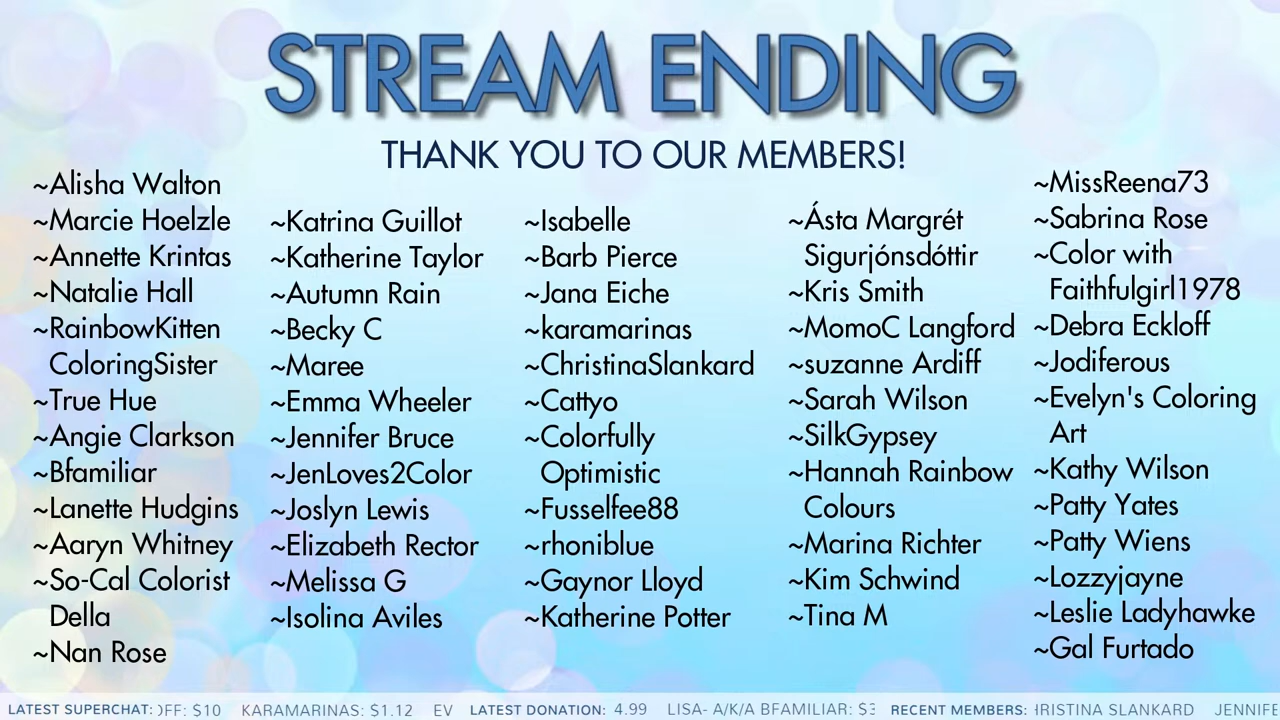 STREAM ENDING
THANK YOU TO OUR MEMBERS!
~Alisha Walton
~Marcie Hoelzle
~Annette Krintas
~Natalie Hall
~RainbowKitten
ColoringSister
~True Hue
~Angie Clarkson
~Bfamiliar
~Lanette Hudgins
~Aaryn Whitney
~So-Cal Colorist
Della
~Nan Rose
~Katrina Guillot
~Katherine Taylor
~Autumn Rain
~Becky C
~Maree
~Emma Wheeler
~Jennifer Bruce
~JenLoves2Color
~Joslyn Lewis
~Elizabeth Rector
~Melissa G
~Isolina Aviles
~Isabelle
~Barb Pierce
~Jana Eiche
~karamarinas
~ChristinaSlankard
~Cattyo
~Colorfully
Optimistic
~Fusselfee88
~rhoniblue
~Gaynor Lloyd
~Katherine Potter
~Ásta Margrét
Sigurjónsdóttir
~Kris Smith
~MomoC Langford
~suzanne Ardiff
~Sarah Wilson
~SilkGypsey
~Hannah Rainbow
Colours
~Marina Richter
~Kim Schwind
~Tina M
~MissReena73
~Sabrina Rose
~Color with
Faithfulgirl1978
~Debra Eckloff
~Jodiferous
~Evelyn's Coloring
Art
~Kathy Wilson
~Patty Yates
~Patty Wiens
~Lozzyjayne
~Leslie Ladyhawke
~Gal Furtado
LATEST SUPERCHAT: FF: $10 KARAMARINAS: $1.12 EV LATEST DONATION: 4.99 LISA- A/K/A BFAMILIAR: $ RECENT MEMBERS: RISTINA SLANKARD JENNIFE